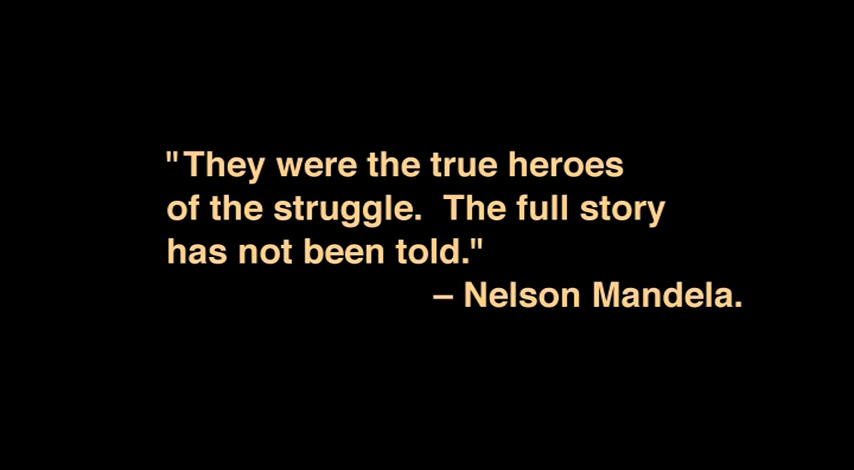 "They were the true heroes
of the struggle.  The full story
has not been told."
– Nelson Mandela.